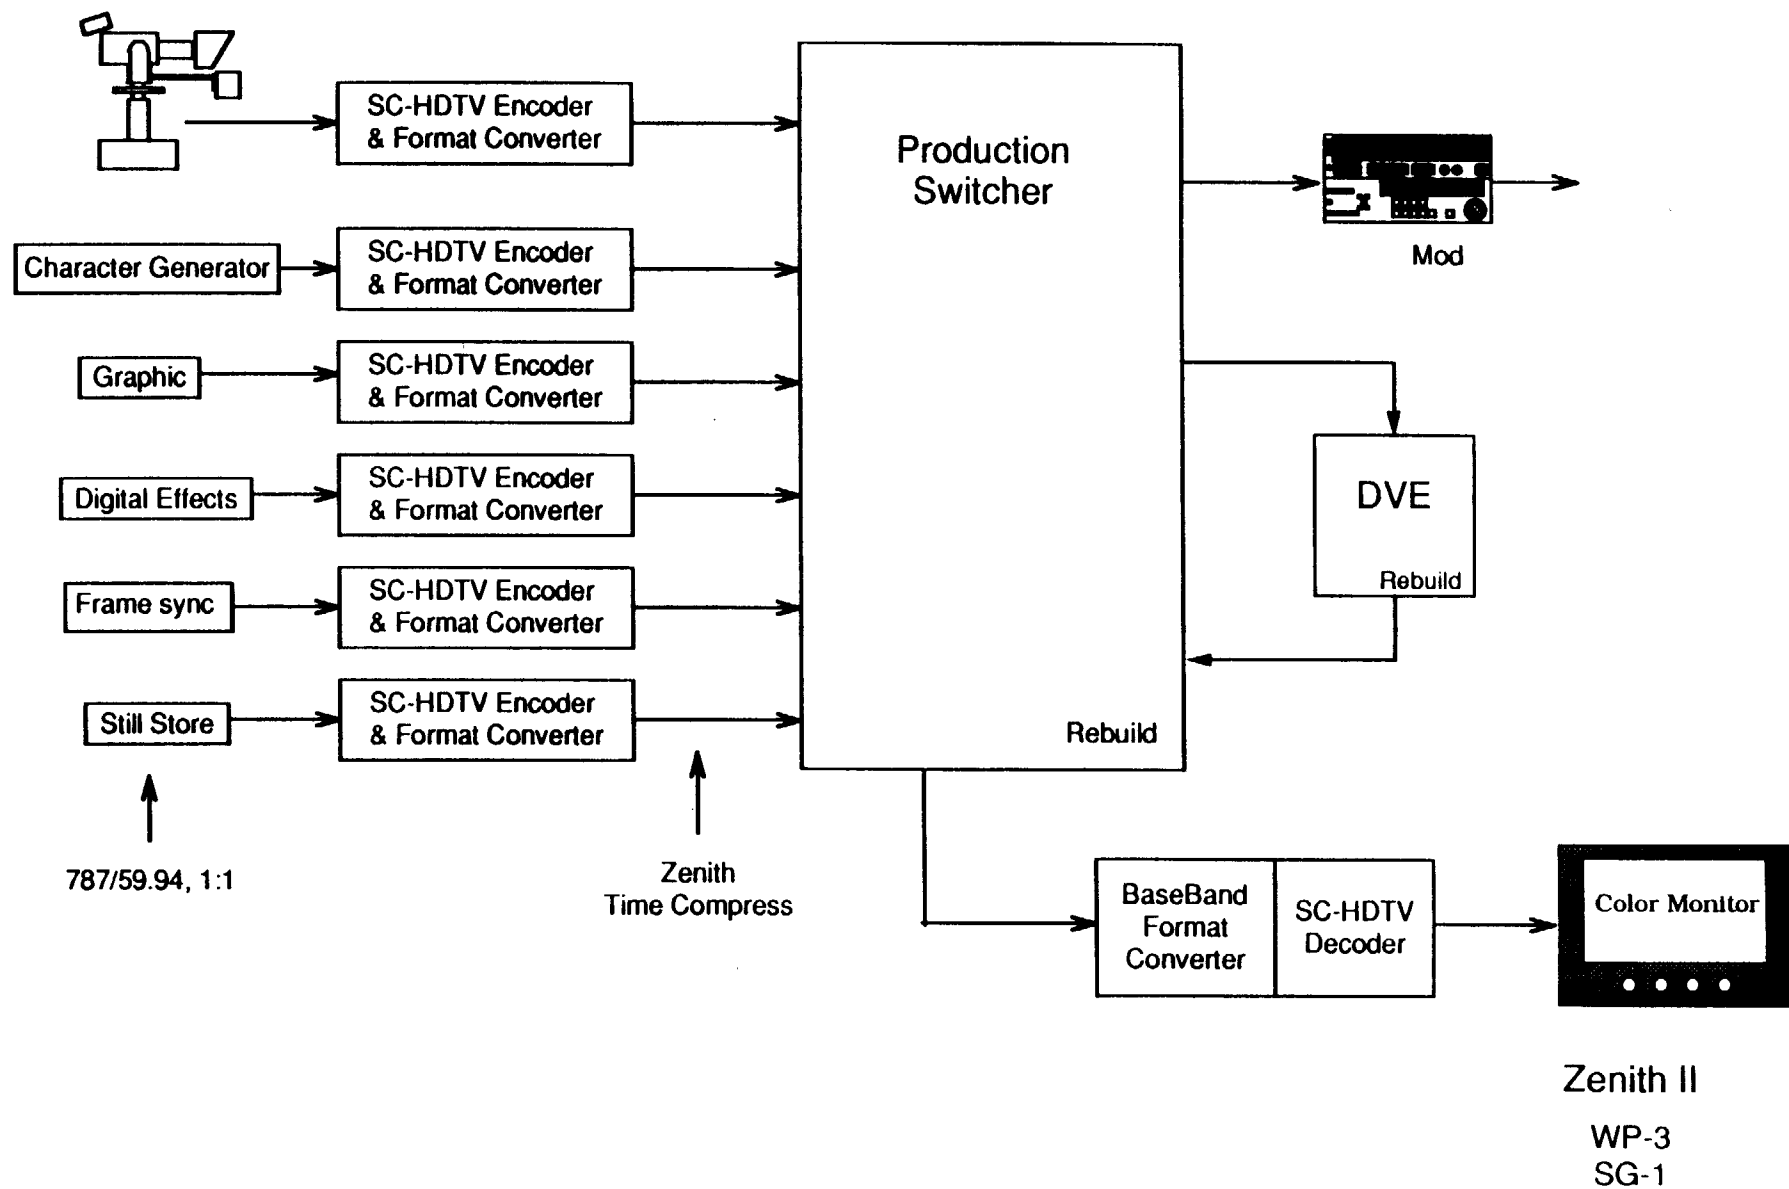 SC-HDTV Encoder
& Format Converter
Production
Switcher
Mod
Character Generator
SC-HDTV Encoder
& Format Converter
Graphic
SC-HDTV Encoder
& Format Converter
Digital Effects
SC-HDTV Encoder
& Format Converter
DVE
Rebuild
Frame sync
SC-HDTV Encoder
& Format Converter
Still Store
SC-HDTV Encoder
& Format Converter
Rebuild
787/59.94, 1:1
Zenith
Time Compress
BaseBand
Format
Converter
SC-HDTV
Decoder
Color Monitor
Zenith II
WP-3
SG-1